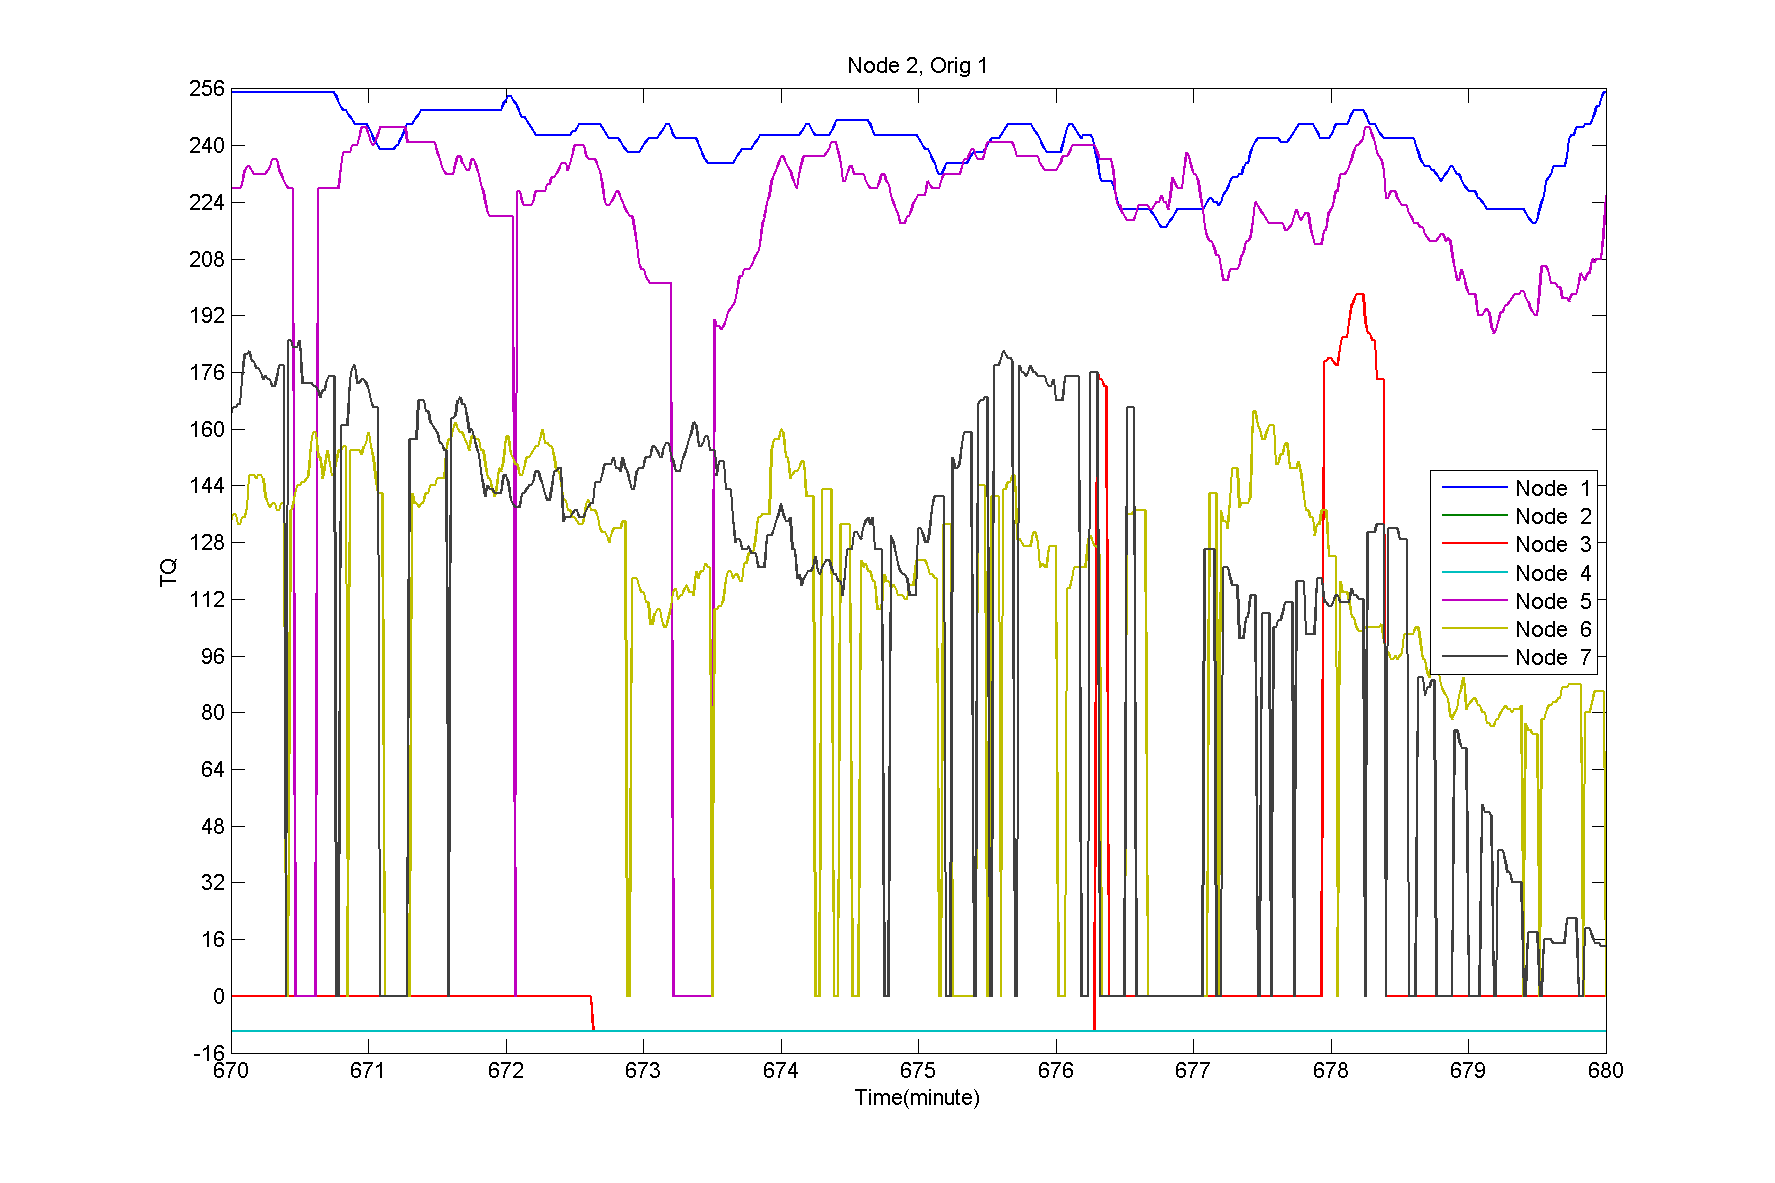 Node 2, Orig 1
256
240
224
208
192
176
160
144
128
112
96
80
64
48
32
16
0
-16
TQ
Node 1
Node 2
Node 3
Node 4
Node 5
Node 6
Node 7
670 671 672 673 674 675 676 677 678 679 680
Time(minute)